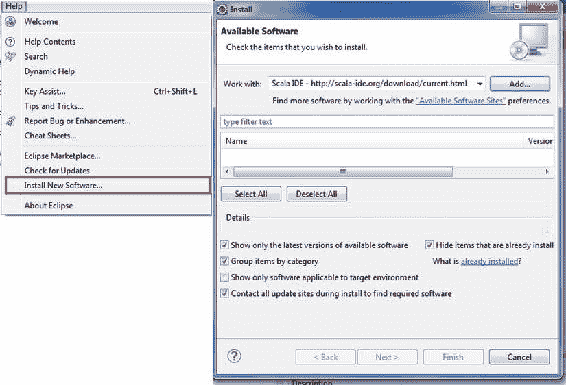 Help
Welcome
Help Contents
Search
Dynamic Help
Key Assist... Ctrl+Shift+L
Tips and Tricks...
Report Bug or Enhancement...
Cheat Sheets...
Eclipse Marketplace...
Check for Updates
Install New Software...
About Eclipse
Install
Available Software
Check the items that you wish to install.
Work with: Scala IDE - http://scala-ide.org/download/current.html Add...
Find more software by working with the "Available Software Sites" preferences.
type filter text
Name Version
Select All Deselect All
Details
Show only the latest versions of available software Hide items that are already install
Group items by category What is already installed?
Show only software applicable to target environment
Contact all update sites during install to find required software
< Back Next > Finish Cancel